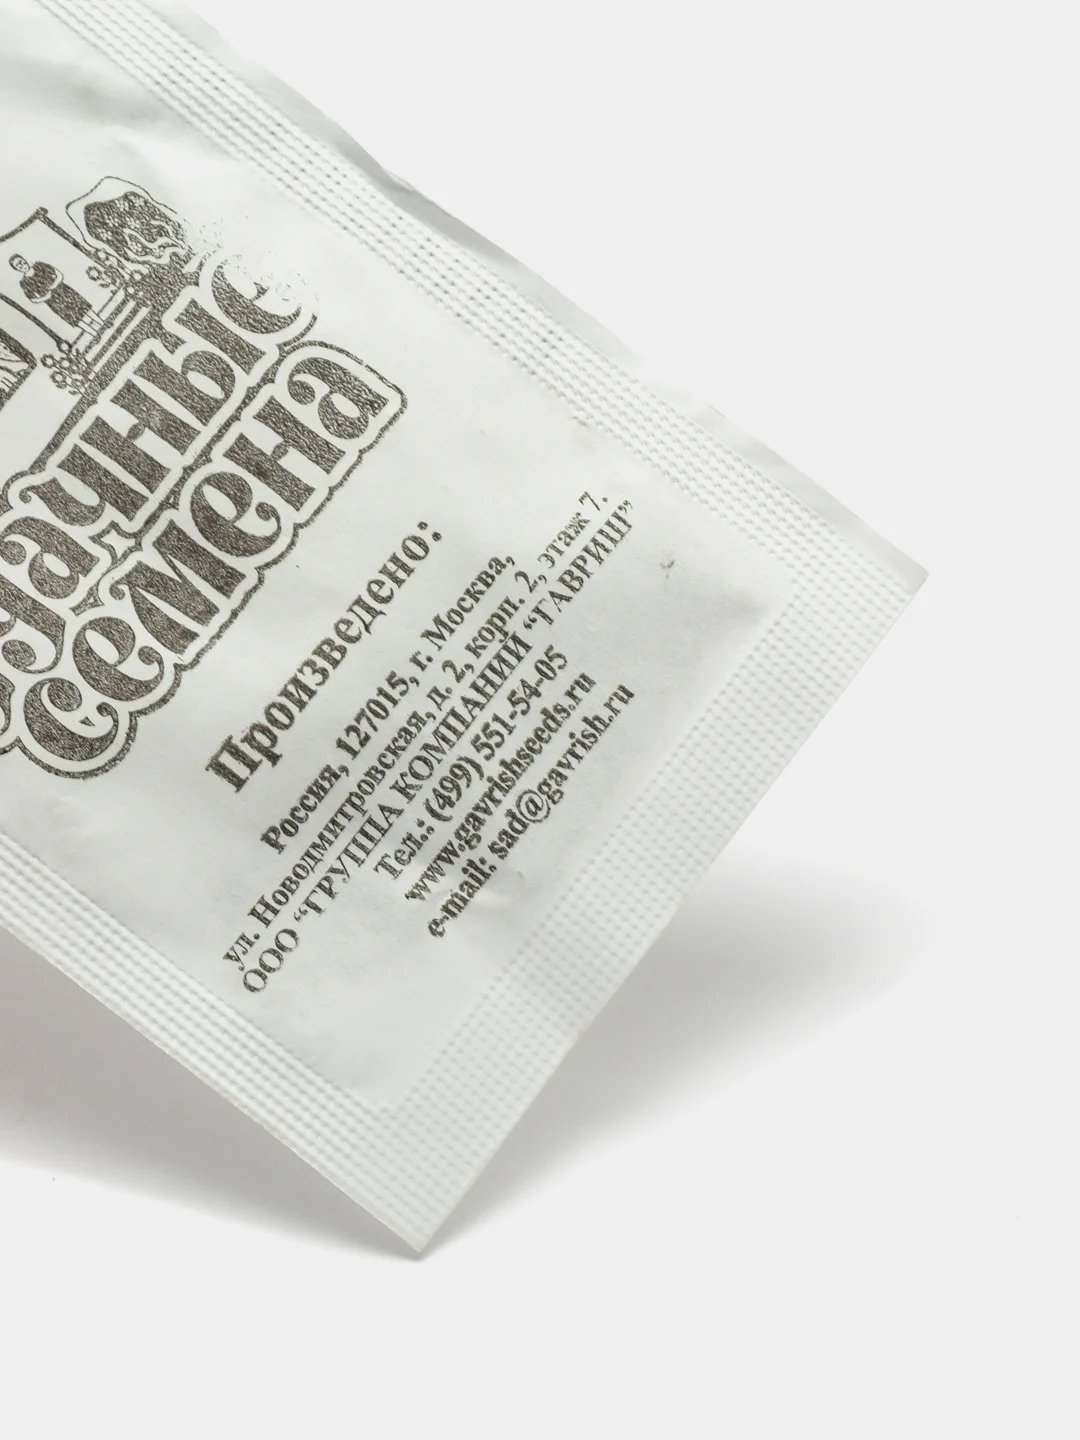 семена
Произведено:
Россия, 127015, г. Москва,
ул. Новодмитровская, д. 2, корп. 2, этаж 7.
ООО “ГРУППА КОМПАНИЙ “ГАВРИШ”
Тел.: (499) 551-54-05
www.gavrishseeds.ru
e-mail: sad@gavrish.ru